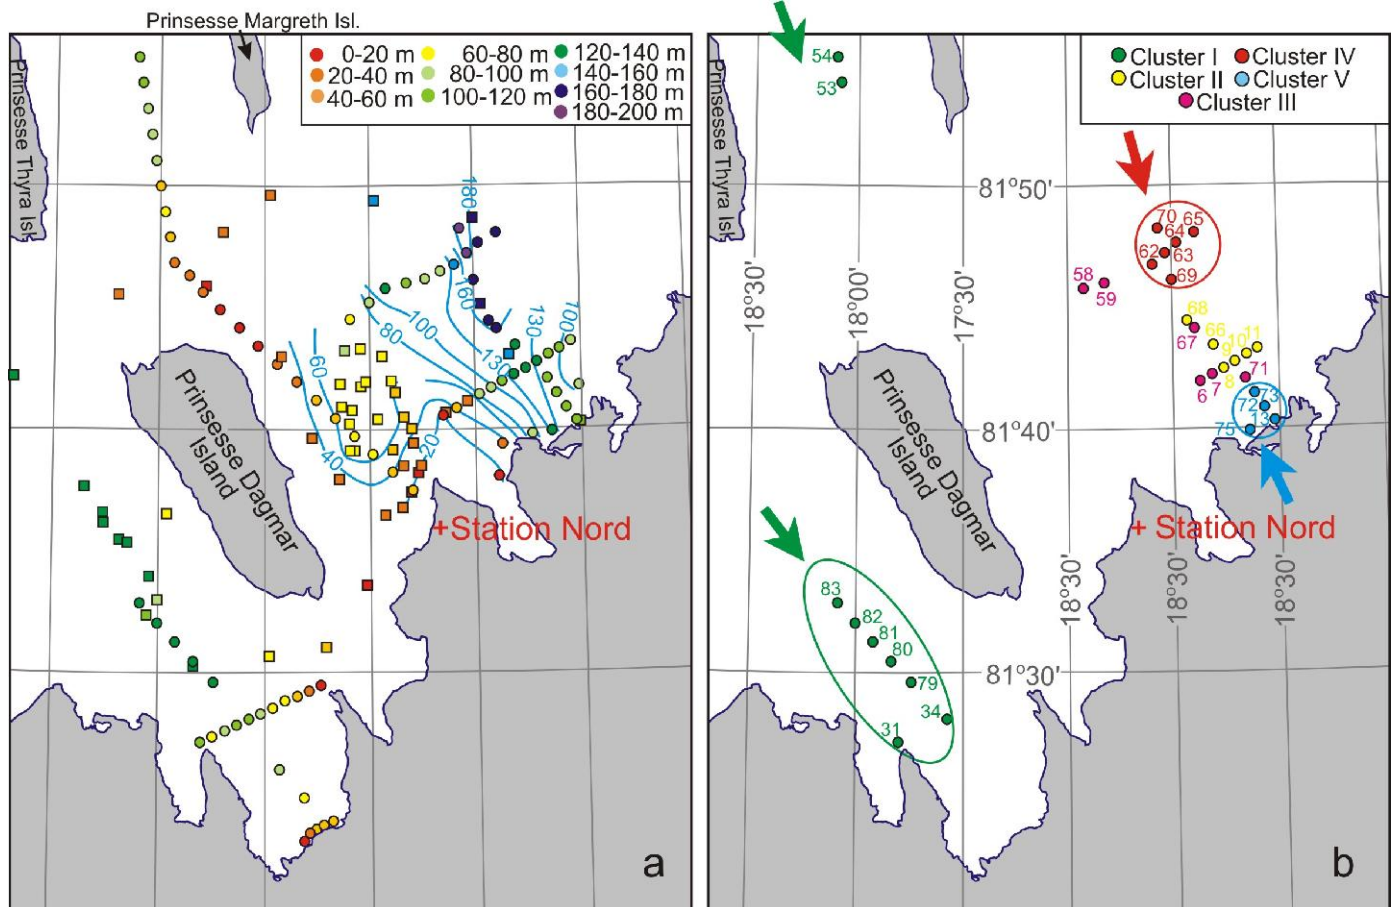 Prinsesse Margreth Isl.
0-20 m
20-40 m
40-60 m
60-80 m
80-100 m
100-120 m
120-140 m
140-160 m
160-180 m
180-200 m
Prinsesse Thyra Isl
180
160
100
80
130
130
100
60
40
20
Prinsesse Dagmar
Island
+Station Nord
a
54
53
Cluster I
Cluster II
Cluster III
Cluster IV
Cluster V
Prinsesse Thyra Isl
81°50'
18°30'
18°00'
17°30'
70
65
64
62
63
69
58
59
68
67
66
10
11
9
8
71
6
7
73
72
13
75
81°40'
Prinsesse Dagmar
Island
+ Station Nord
18°30'
18°30'
18°30'
83
82
81
80
79
34
31
81°30'
b